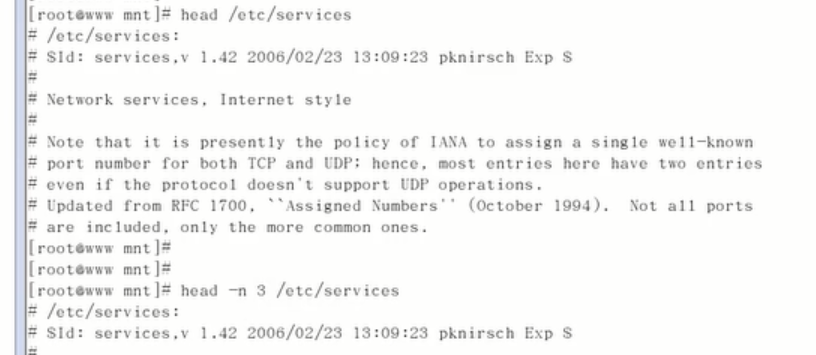 [root@www mnt]# head /etc/services
# /etc/services:
# $Id: services,v 1.42 2006/02/23 13:09:23 pknirsch Exp $
#
# Network services, Internet style
#
# Note that it is presently the policy of IANA to assign a single well-known
# port number for both TCP and UDP; hence, most entries here have two entries
# even if the protocol doesn't support UDP operations.
# Updated from RFC 1700, ``Assigned Numbers'' (October 1994).  Not all ports
# are included, only the more common ones.
[root@www mnt]#
[root@www mnt]#
[root@www mnt]# head -n 3 /etc/services
# /etc/services:
# $Id: services,v 1.42 2006/02/23 13:09:23 pknirsch Exp $
#